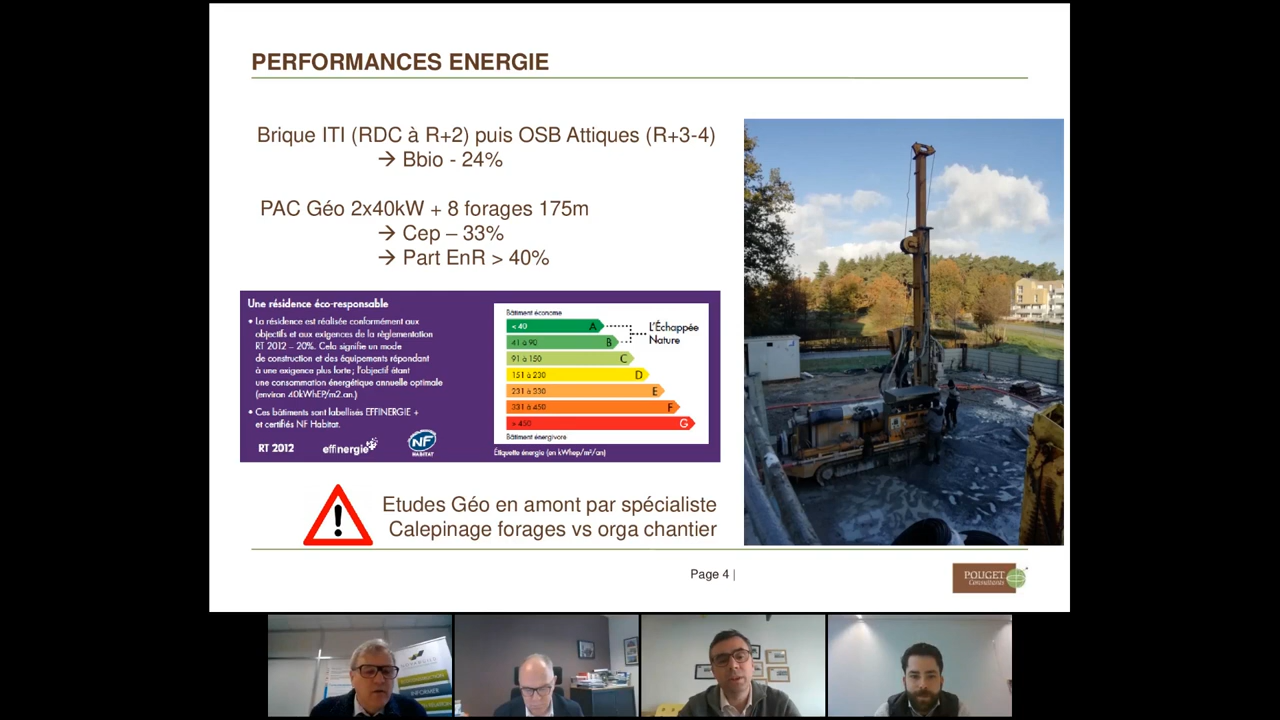 PERFORMANCES ENERGIE
Brique ITI (RDC à R+2) puis OSB Attiques (R+3-4)
→ Bbio - 24%
PAC Géo 2x40kW + 8 forages 175m
→ Cep – 33%
→ Part EnR > 40%
Une résidence éco-responsable
• La résidence est réalisée conformément aux
objectifs et aux exigences de la règlementation
RT 2012 – 20%. Cela signifie un mode
de construction et des équipements répondant
à une exigence plus forte ; l'objectif étant
une consommation énergétique annuelle optimale
(environ 40kWhEP/m2.an.)
• Ces bâtiments sont labellisés EFFINERGIE +
et certifiés NF Habitat.
RT 2012
effinergie+
NF
HABITAT
Bâtiment économe
< 40 A
41 à 90 B
91 à 150 C
151 à 230 D
231 à 330 E
331 à 450 F
> 450 G
Bâtiment énergivore
L'Échappée
Nature
Étiquette énergie (en kWhep/m²/an)
Etudes Géo en amont par spécialiste
Calepinage forages vs orga chantier
Page 4 |
POUGET
Consultants
INFORMER